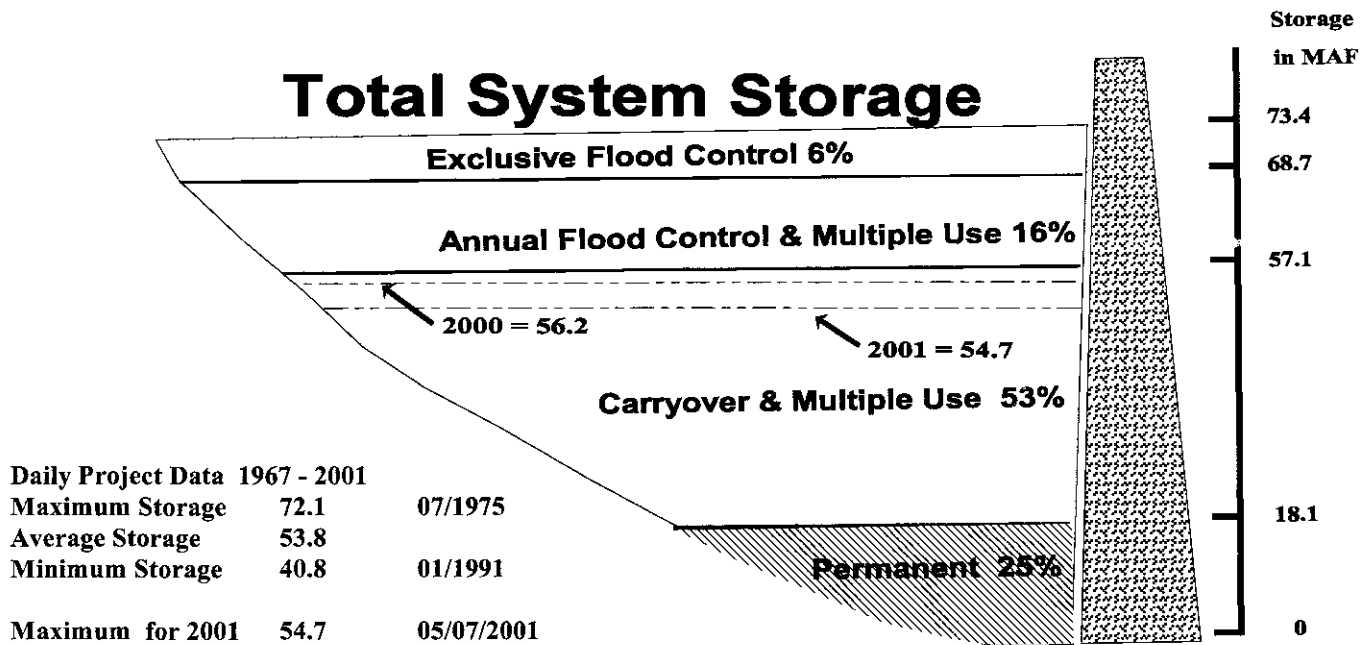 Storage
in MAF
Total System Storage
73.4
Exclusive Flood Control 6%
68.7
Annual Flood Control & Multiple Use 16%
57.1
2000 = 56.2
2001 = 54.7
Carryover & Multiple Use 53%
Daily Project Data 1967 - 2001
Maximum Storage 72.1 07/1975
18.1
Average Storage 53.8
Minimum Storage 40.8 01/1991
Permanent 25%
Maximum for 2001 54.7 05/07/2001
0